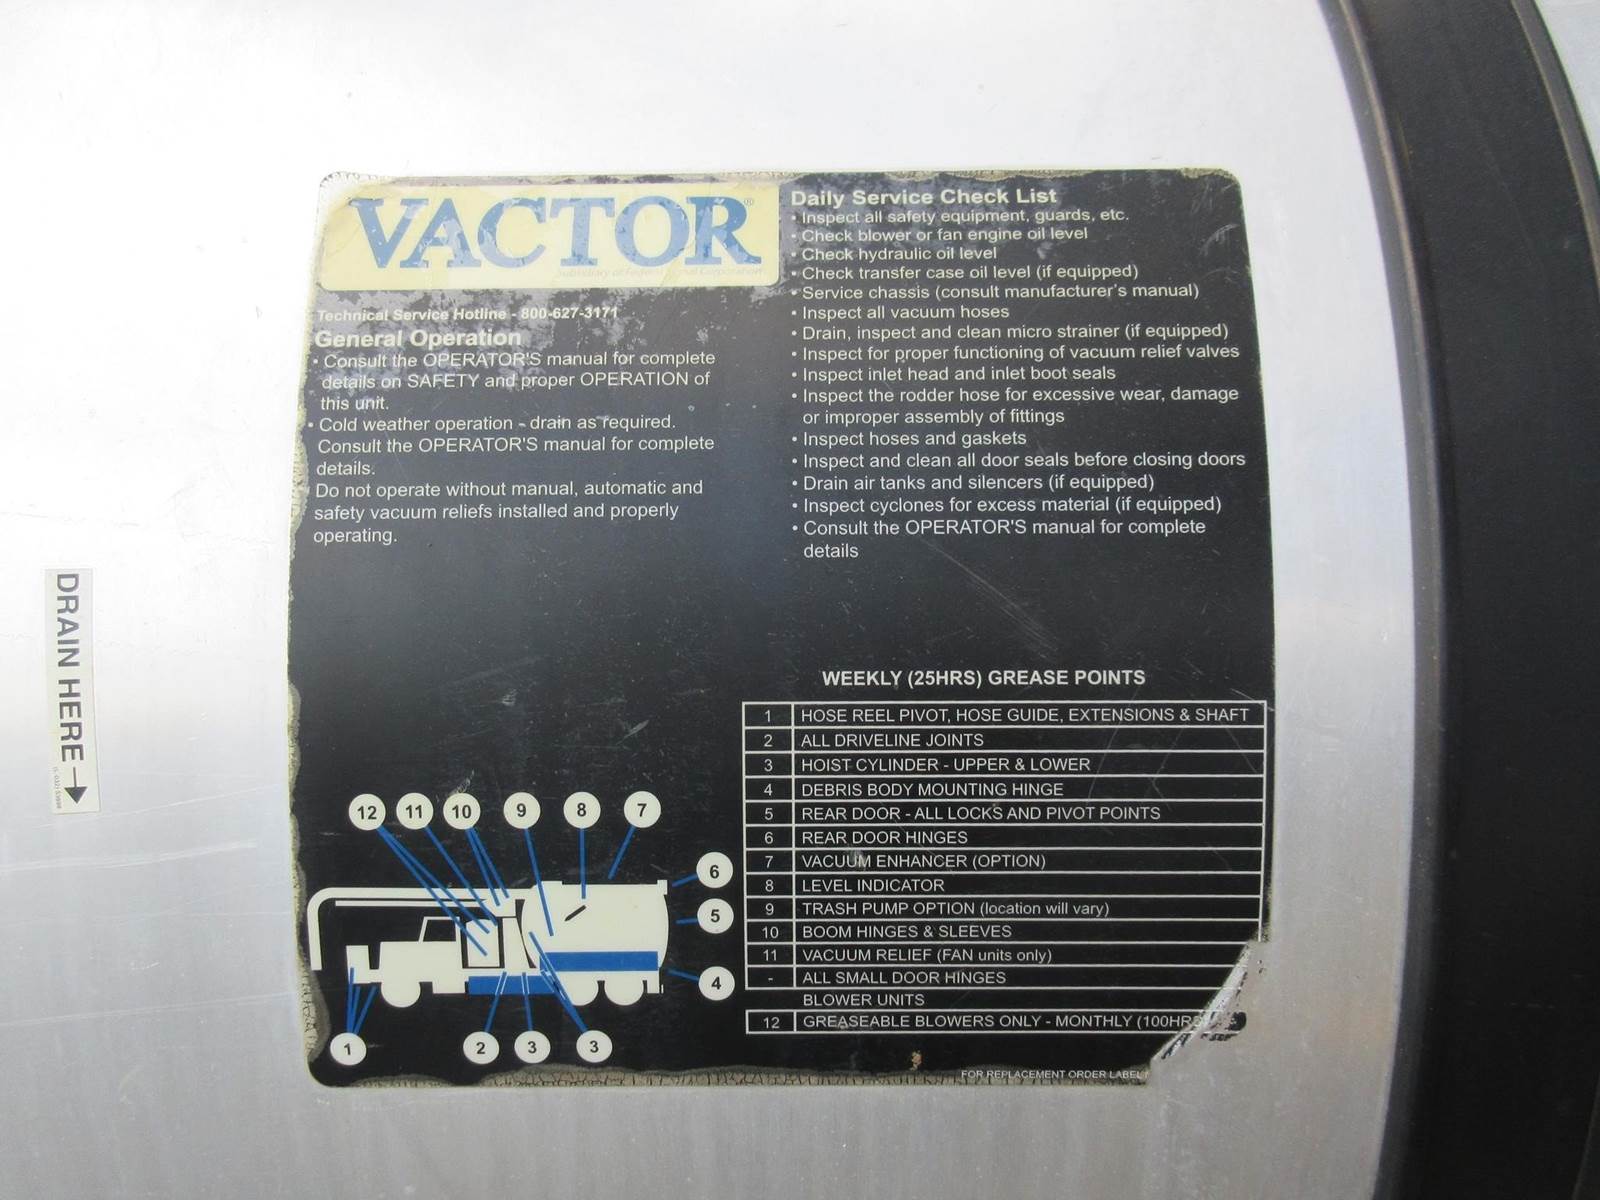 VACTOR®
Subsidiary of Federal Signal Corporation
Technical Service Hotline - 800-627-3171
General Operation
• Consult the OPERATOR'S manual for complete
details on SAFETY and proper OPERATION of
this unit.
• Cold weather operation - drain as required.
Consult the OPERATOR'S manual for complete
details.
Do not operate without manual, automatic and
safety vacuum reliefs installed and properly
operating.
Daily Service Check List
• Inspect all safety equipment, guards, etc.
• Check blower or fan engine oil level
• Check hydraulic oil level
• Check transfer case oil level (if equipped)
• Service chassis (consult manufacturer's manual)
• Inspect all vacuum hoses
• Drain, inspect and clean micro strainer (if equipped)
• Inspect for proper functioning of vacuum relief valves
• Inspect inlet head and inlet boot seals
• Inspect the rodder hose for excessive wear, damage
or improper assembly of fittings
• Inspect hoses and gaskets
• Inspect and clean all door seals before closing doors
• Drain air tanks and silencers (if equipped)
• Inspect cyclones for excess material (if equipped)
• Consult the OPERATOR'S manual for complete
details
DRAIN HERE →
WEEKLY (25HRS) GREASE POINTS
1 HOSE REEL PIVOT, HOSE GUIDE, EXTENSIONS & SHAFT
2 ALL DRIVELINE JOINTS
3 HOIST CYLINDER - UPPER & LOWER
4 DEBRIS BODY MOUNTING HINGE
5 REAR DOOR - ALL LOCKS AND PIVOT POINTS
6 REAR DOOR HINGES
7 VACUUM ENHANCER (OPTION)
8 LEVEL INDICATOR
9 TRASH PUMP OPTION (location will vary)
10 BOOM HINGES & SLEEVES
11 VACUUM RELIEF (FAN units only)
- ALL SMALL DOOR HINGES
BLOWER UNITS
12 GREASEABLE BLOWERS ONLY - MONTHLY (100HRS
12 11 10 9 8 7
6
5
4
1 2 3 3
FOR REPLACEMENT ORDER LABEL